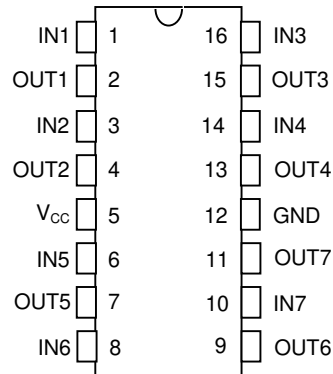 IN1 1 16 IN3
OUT1 2 15 OUT3
IN2 3 14 IN4
OUT2 4 13 OUT4
VCC 5 12 GND
IN5 6 11 OUT7
OUT5 7 10 IN7
IN6 8 9 OUT6